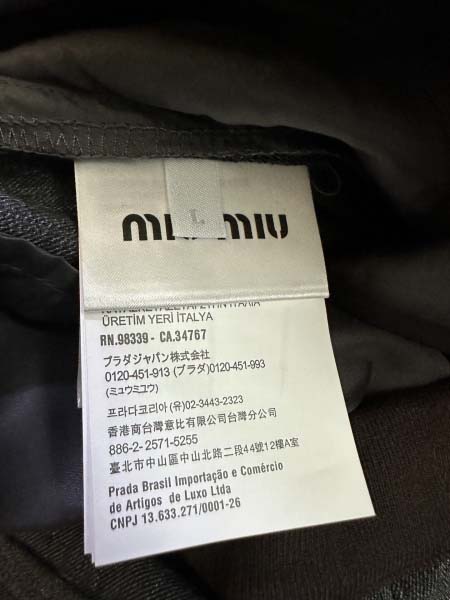 L
miu miu
ÜRETİM YERİ İTALYA
RN.98339 - CA.34767
プラダジャパン株式会社
0120-451-913 (プラダ)0120-451-993
(ミュウミュウ)
프라다코리아 (유) 02-3443-2323
香港商台灣意比有限公司台灣分公司
886-2- 2571-5255
臺北市中山區中山北路二段44號12樓A室
Prada Brasil Importação e Comércio
de Artigos de Luxo Ltda
CNPJ 13.633.271/0001-26